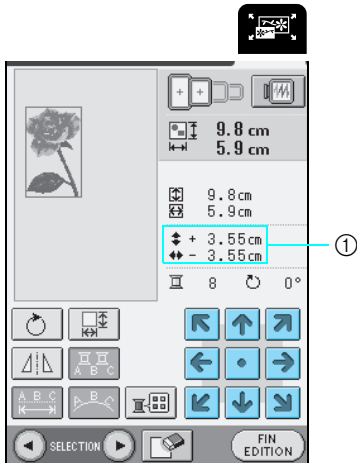 9.8 cm
5.9 cm
9.8cm
5.9cm
+ 3.55cm
- 3.55cm
1
8 0°
A B C
A B C
A B C
SELECTION
FIN
EDITION